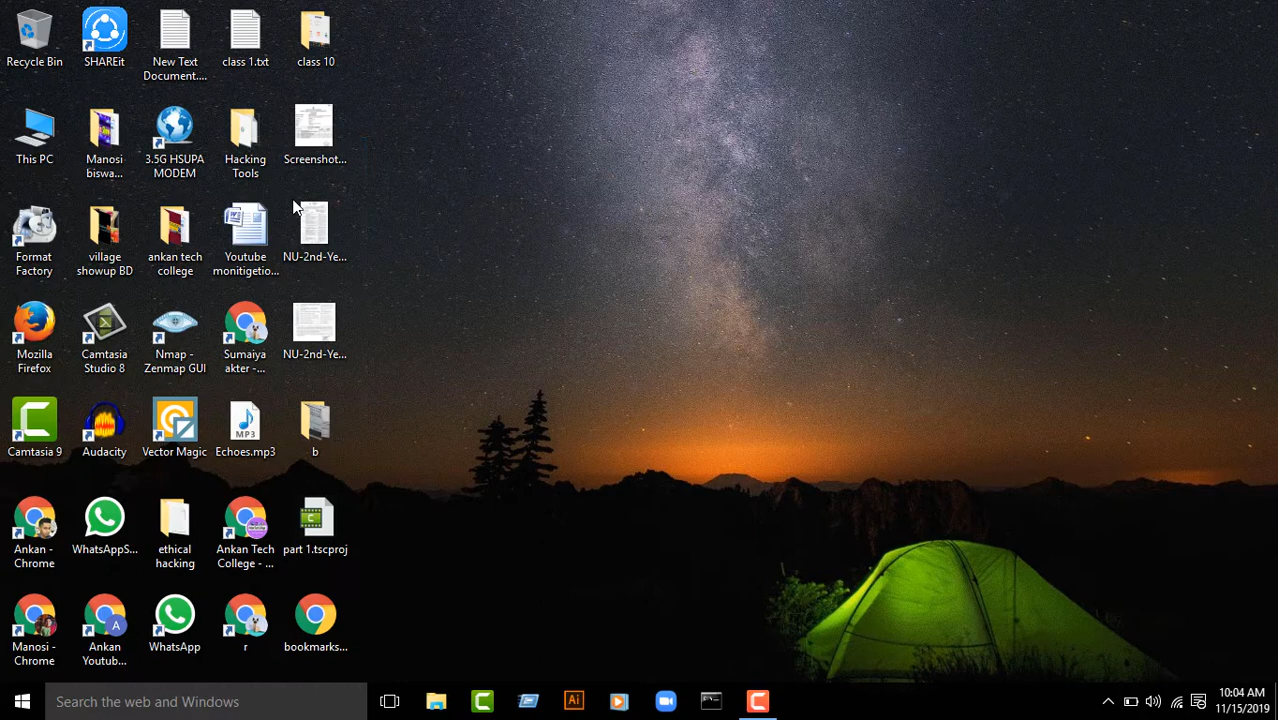 Recycle Bin
SHAREit
New Text
Document....
class 1.txt
class 10
This PC
Manosi
biswa...
3.5G HSUPA
MODEM
Hacking
Tools
Screenshot...
Format
Factory
village
showup BD
ankan tech
college
Youtube
monitigetio...
NU-2nd-Ye...
Mozilla
Firefox
Camtasia
Studio 8
Nmap -
Zenmap GUI
Sumaiya
akter -...
NU-2nd-Ye...
Camtasia 9
Audacity
Vector Magic
MP3
Echoes.mp3
b
Ankan -
Chrome
WhatsAppS...
ethical
hacking
Ankan Tech
College - ...
part 1.tscproj
Manosi -
Chrome
A
Ankan
Youtub...
WhatsApp
r
bookmarks...
Search the web and Windows
Ai
2:04 AM
11/15/2019